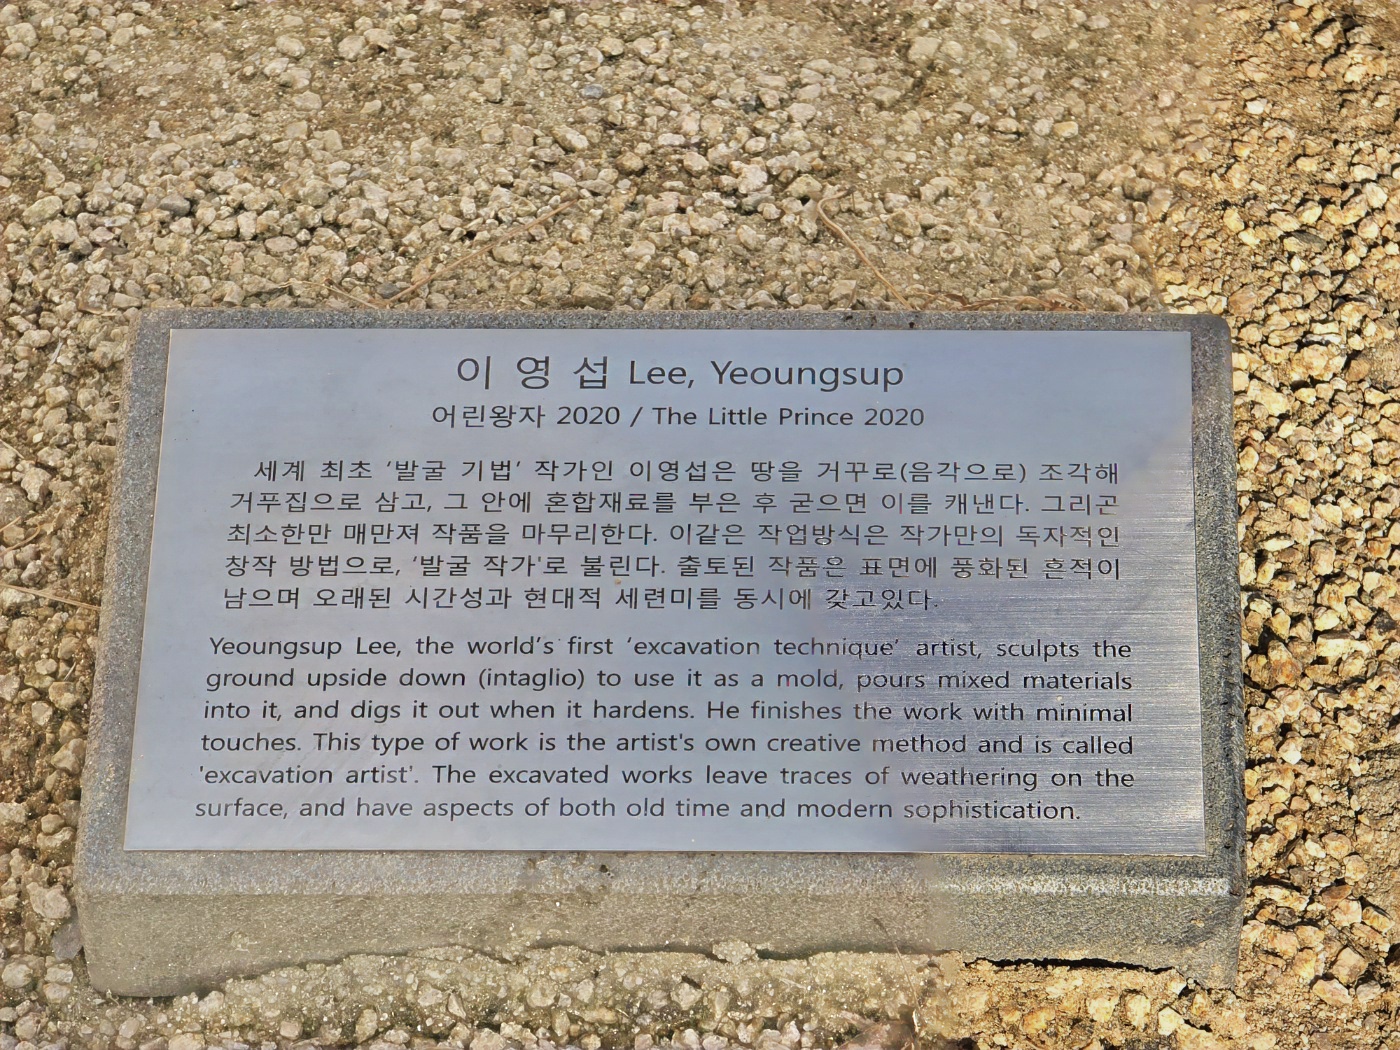 이 영 섭 Lee, Yeoungsup
어린왕자 2020 / The Little Prince 2020
세계 최초 ‘발굴 기법’ 작가인 이영섭은 땅을 거꾸로(음각으로) 조각해
거푸집으로 삼고, 그 안에 혼합재료를 부은 후 굳으면 이를 캐낸다. 그리곤
최소한만 매만져 작품을 마무리한다. 이같은 작업방식은 작가만의 독자적인
창작 방법으로, ‘발굴 작가'로 불린다. 출토된 작품은 표면에 풍화된 흔적이
남으며 오래된 시간성과 현대적 세련미를 동시에 갖고있다.
Yeoungsup Lee, the world’s first ‘excavation technique’ artist, sculpts the
ground upside down (intaglio) to use it as a mold, pours mixed materials
into it, and digs it out when it hardens. He finishes the work with minimal
touches. This type of work is the artist's own creative method and is called
'excavation artist'. The excavated works leave traces of weathering on the
surface, and have aspects of both old time and modern sophistication.